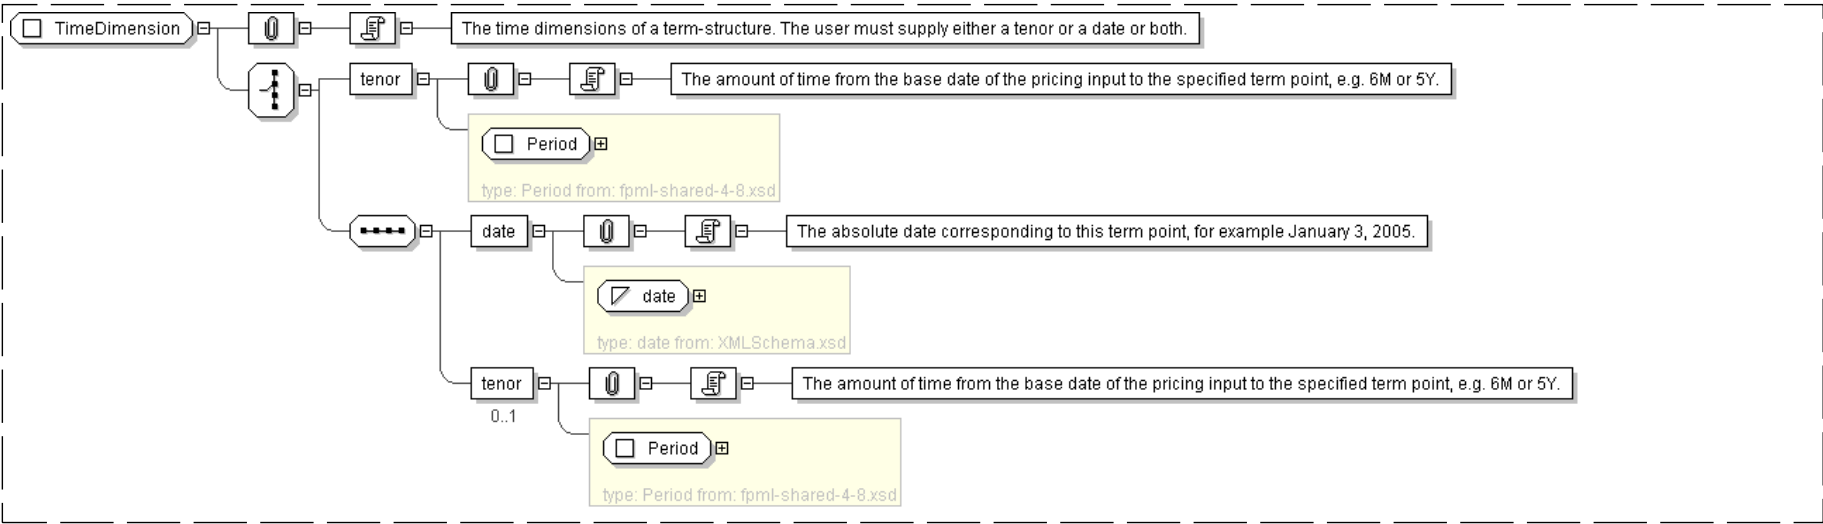 TimeDimension
The time dimensions of a term-structure. The user must supply either a tenor or a date or both.
tenor
The amount of time from the base date of the pricing input to the specified term point, e.g. 6M or 5Y.
Period
type: Period from: fpml-shared-4-8.xsd
date
The absolute date corresponding to this term point, for example January 3, 2005.
date
type: date from: XMLSchema.xsd
tenor
The amount of time from the base date of the pricing input to the specified term point, e.g. 6M or 5Y.
0..1
Period
type: Period from: fpml-shared-4-8.xsd